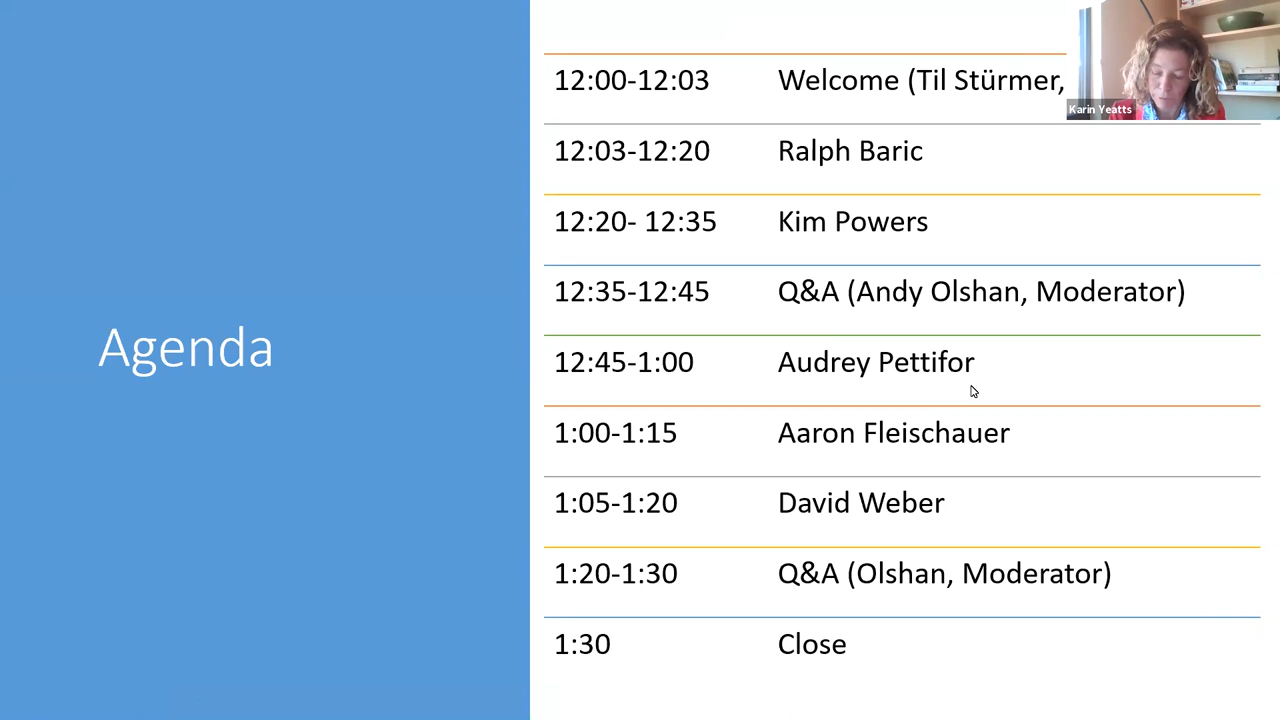 Agenda
12:00-12:03 Welcome (Til Stürmer,
12:03-12:20 Ralph Baric
12:20- 12:35 Kim Powers
12:35-12:45 Q&A (Andy Olshan, Moderator)
12:45-1:00 Audrey Pettifor
1:00-1:15 Aaron Fleischauer
1:05-1:20 David Weber
1:20-1:30 Q&A (Olshan, Moderator)
1:30 Close
Karin Yeatts